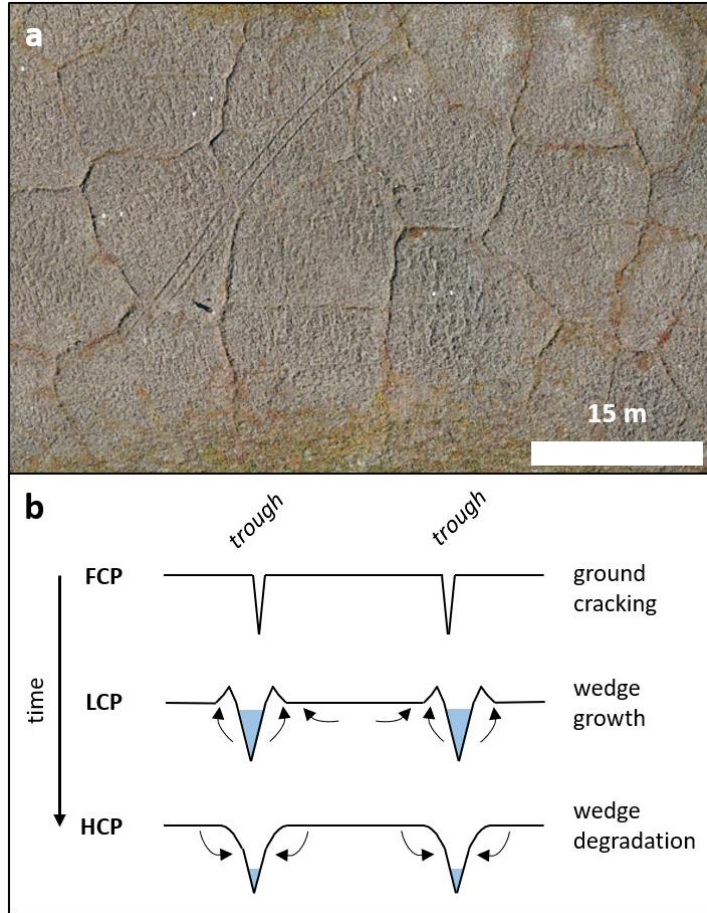 a
15 m
b
trough
trough
FCP
ground
cracking
time
LCP
wedge
growth
HCP
wedge
degradation